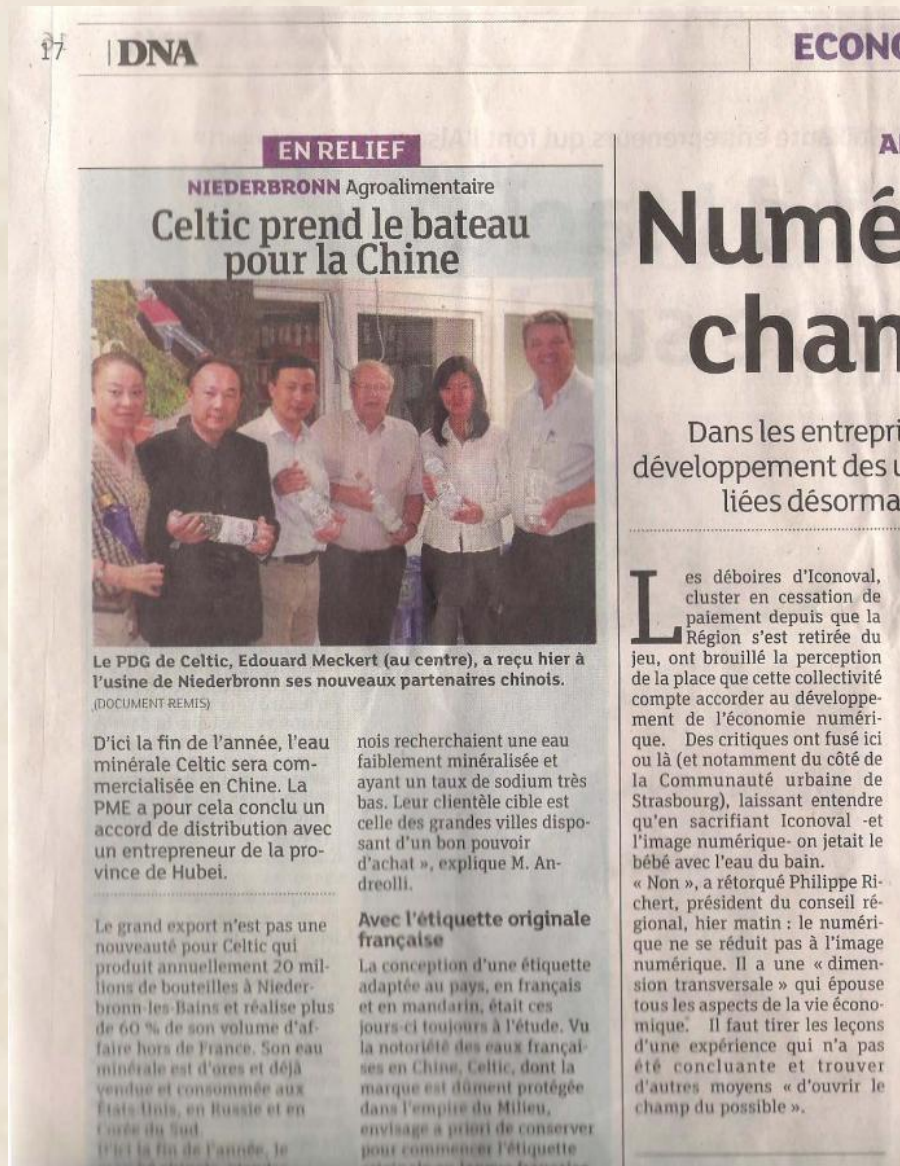 17
DNA
ECONO
EN RELIEF
NIEDERBRONN Agroalimentaire
Celtic prend le bateau
pour la Chine
Le PDG de Celtic, Edouard Meckert (au centre), a reçu hier à
l'usine de Niederbronn ses nouveaux partenaires chinois.
(DOCUMENT REMIS)
D'ici la fin de l'année, l'eau
minérale Celtic sera com-
mercialisée en Chine. La
PME a pour cela conclu un
accord de distribution avec
un entrepreneur de la pro-
vince de Hubei.
Le grand export n'est pas une
nouveauté pour Celtic qui
produit annuellement 20 mil-
lions de bouteilles à Nieder-
bronn-les-Bains et réalise plus
de 60 % de son volume d'af-
faire hors de France. Son eau
minérale est d'ores et déjà
vendue et consommée aux
États Unis, en Russie et en
Corée du Sud.
D'ici la fin de l'année, le
nois recherchaient une eau
faiblement minéralisée et
ayant un taux de sodium très
bas. Leur clientèle cible est
celle des grandes villes dispo-
sant d'un bon pouvoir
d'achat », explique M. An-
dreolli.
Avec l'étiquette originale
française
La conception d'une étiquette
adaptée au pays, en français
et en mandarin, était ces
jours-ci toujours à l'étude. Vu
la notoriété des eaux françai-
ses en Chine, Celtic, dont la
marque est dûment protégée
dans l'empire du Milieu,
envisage a priori de conserver
pour commencer l'étiquette
Numé
chan
Dans les entrepri
développement des u
liées désorma
Les déboires d'Iconoval,
cluster en cessation de
paiement depuis que la
Région s'est retirée du
jeu, ont brouillé la perception
de la place que cette collectivité
compte accorder au développe-
ment de l'économie numéri-
que. Des critiques ont fusé ici
ou là (et notamment du côté de
la Communauté urbaine de
Strasbourg), laissant entendre
qu'en sacrifiant Iconoval -et
l'image numérique- on jetait le
bébé avec l'eau du bain.
« Non », a rétorqué Philippe Ri-
chert, président du conseil ré-
gional, hier matin : le numéri-
que ne se réduit pas à l'image
numérique. Il a une « dimen-
sion transversale » qui épouse
tous les aspects de la vie écono-
mique. Il faut tirer les leçons
d'une expérience qui n'a pas
été concluante et trouver
d'autres moyens « d'ouvrir le
champ du possible ».